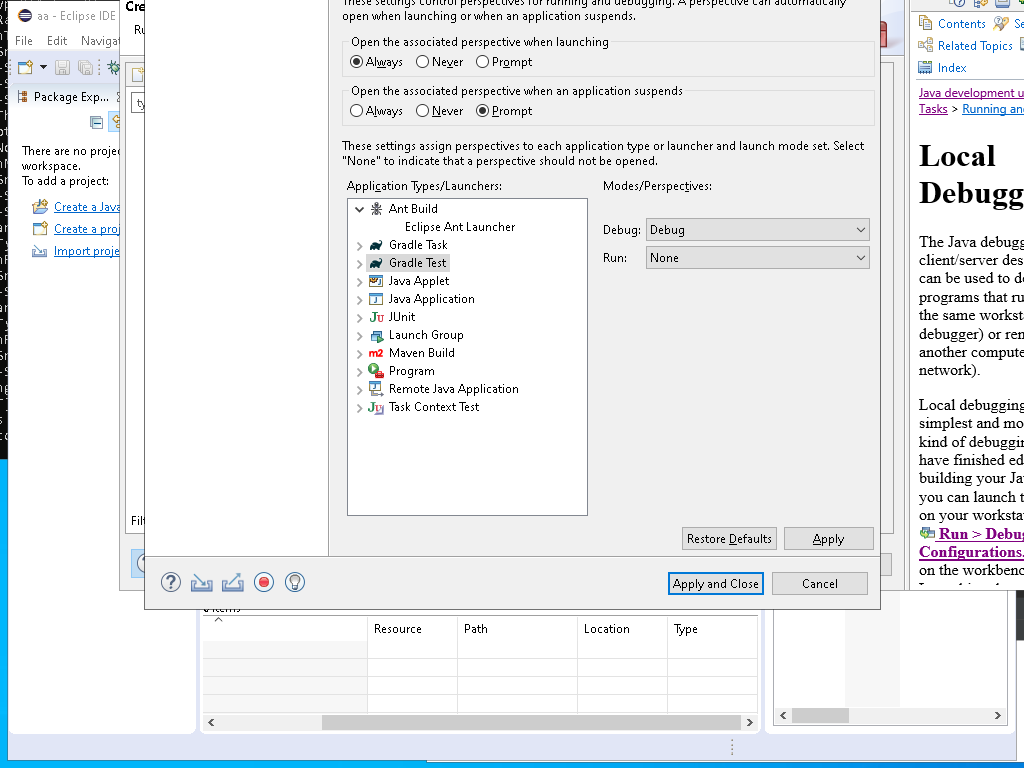 aa - Eclipse IDE
Cre
File Edit Navigat
Ru
These settings control perspectives for running and debugging. A perspective can automatically
open when launching or when an application suspends.
Open the associated perspective when launching
Always Never Prompt
Open the associated perspective when an application suspends
Always Never Prompt
These settings assign perspectives to each application type or launcher and launch mode set. Select
"None" to indicate that a perspective should not be opened.
Application Types/Launchers:
Modes/Perspectives:
Ant Build
Eclipse Ant Launcher
Gradle Task
Gradle Test
Java Applet
Java Application
JUnit
Launch Group
Maven Build
Program
Remote Java Application
Task Context Test
Debug: Debug
Run: None
Restore Defaults
Apply
Apply and Close
Cancel
Package Exp...
ty
There are no proje
workspace.
To add a project:
Create a Java
Create a proj
Import proje
Filt
Resource
Path
Location
Type
Contents
Se
Related Topics
Index
Java development u
Tasks > Running and
Local
Debugg
The Java debugg
client/server des
can be used to de
programs that ru
the same worksta
debugger) or rem
another compute
network).
Local debugging
simplest and mo
kind of debuggin
have finished ed
building your Jav
you can launch t
on your workstat
Run > Debug
Configurations.
on the workbenc